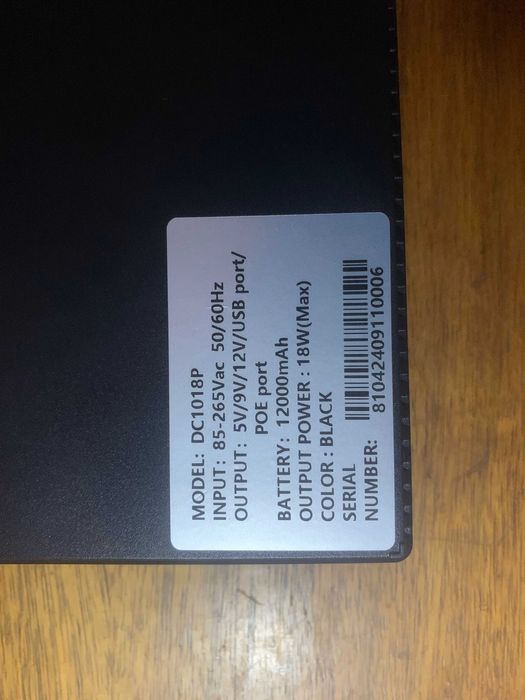 MODEL: DC1018P
INPUT: 85-265Vac 50/60Hz
OUTPUT: 5V/9V/12V/USB port/
POE port
BATTERY: 12000mAh
OUTPUT POWER : 18W(Max)
COLOR : BLACK
SERIAL
NUMBER: 81042409110006